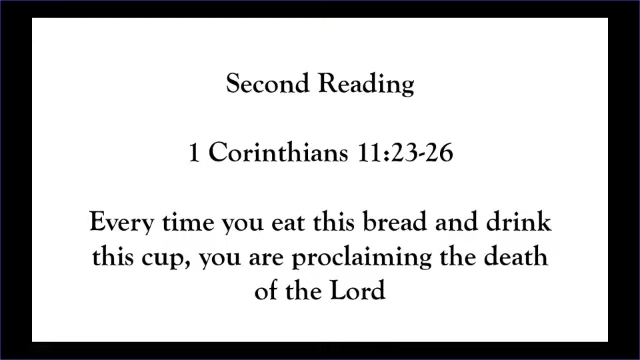 Second Reading
1 Corinthians 11:23-26
Every time you eat this bread and drink
this cup, you are proclaiming the death
of the Lord